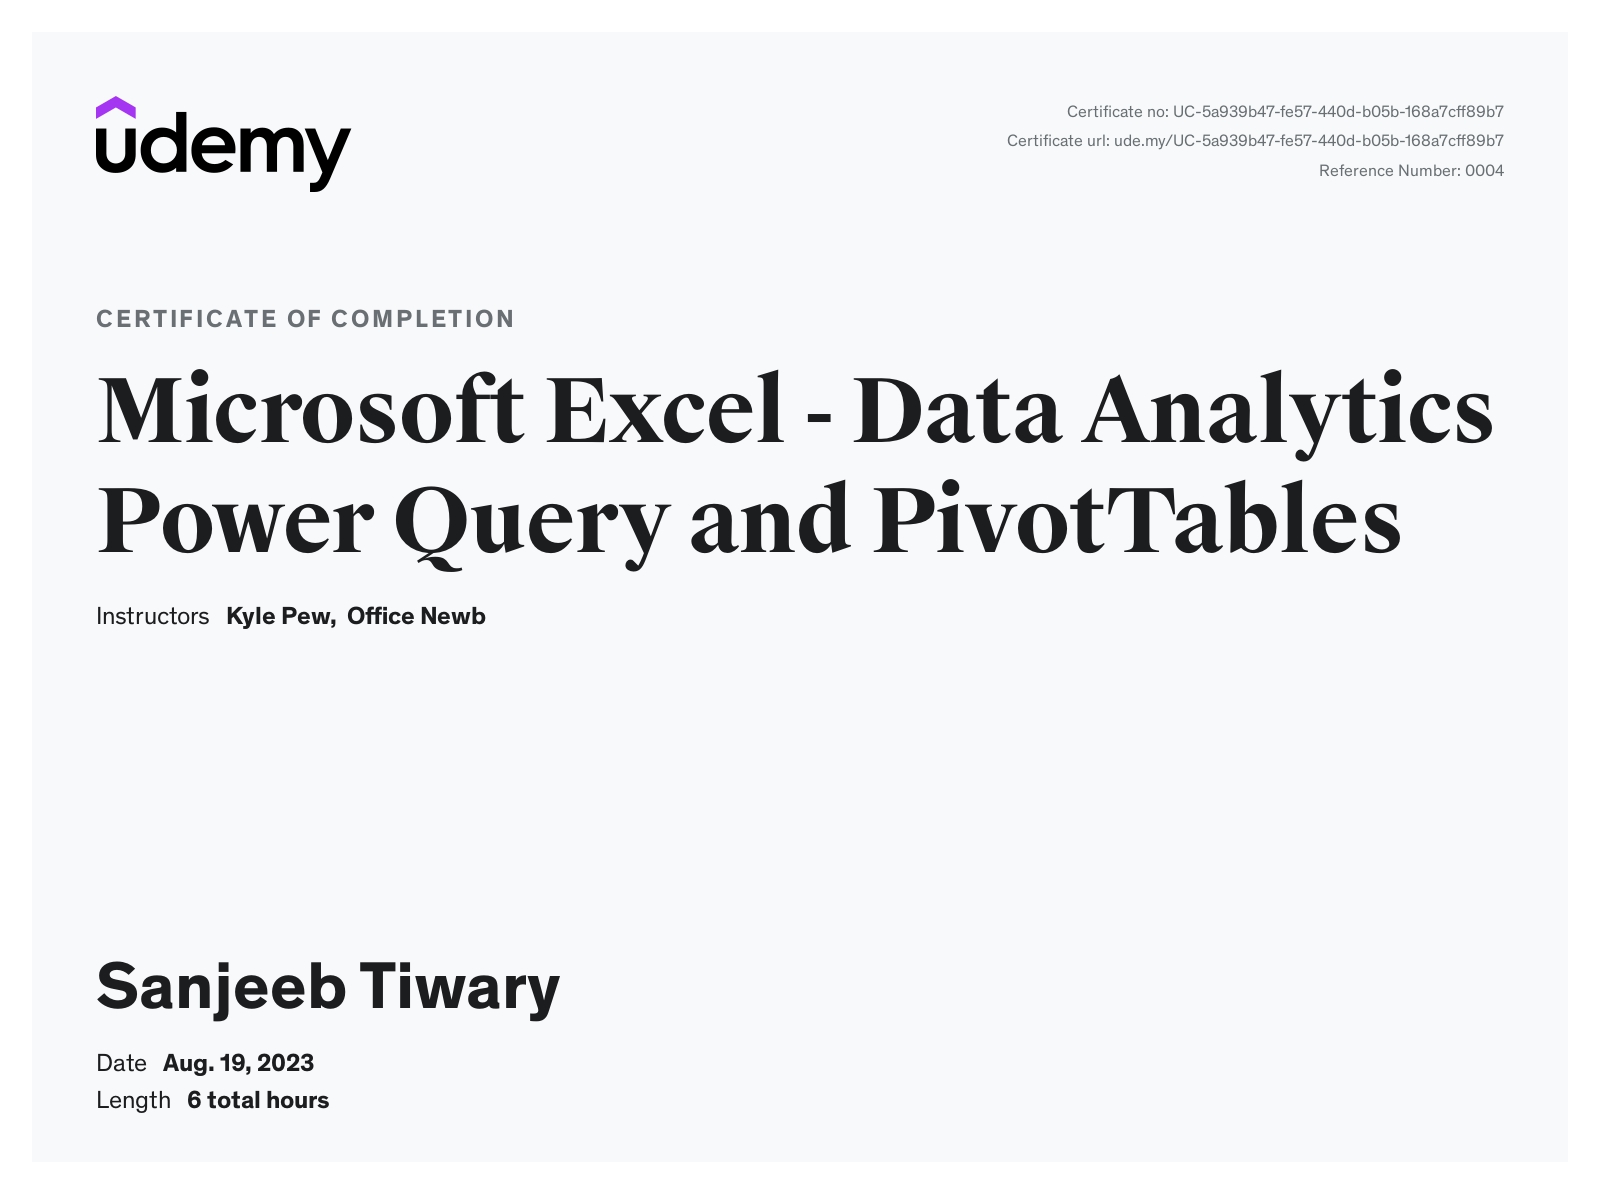 udemy
Certificate no: UC-5a939b47-fe57-440d-b05b-168a7cff89b7
Certificate url: ude.my/UC-5a939b47-fe57-440d-b05b-168a7cff89b7
Reference Number: 0004
CERTIFICATE OF COMPLETION
Microsoft Excel - Data Analytics
Power Query and PivotTables
Instructors Kyle Pew, Office Newb
Sanjeeb Tiwary
Date Aug. 19, 2023
Length 6 total hours